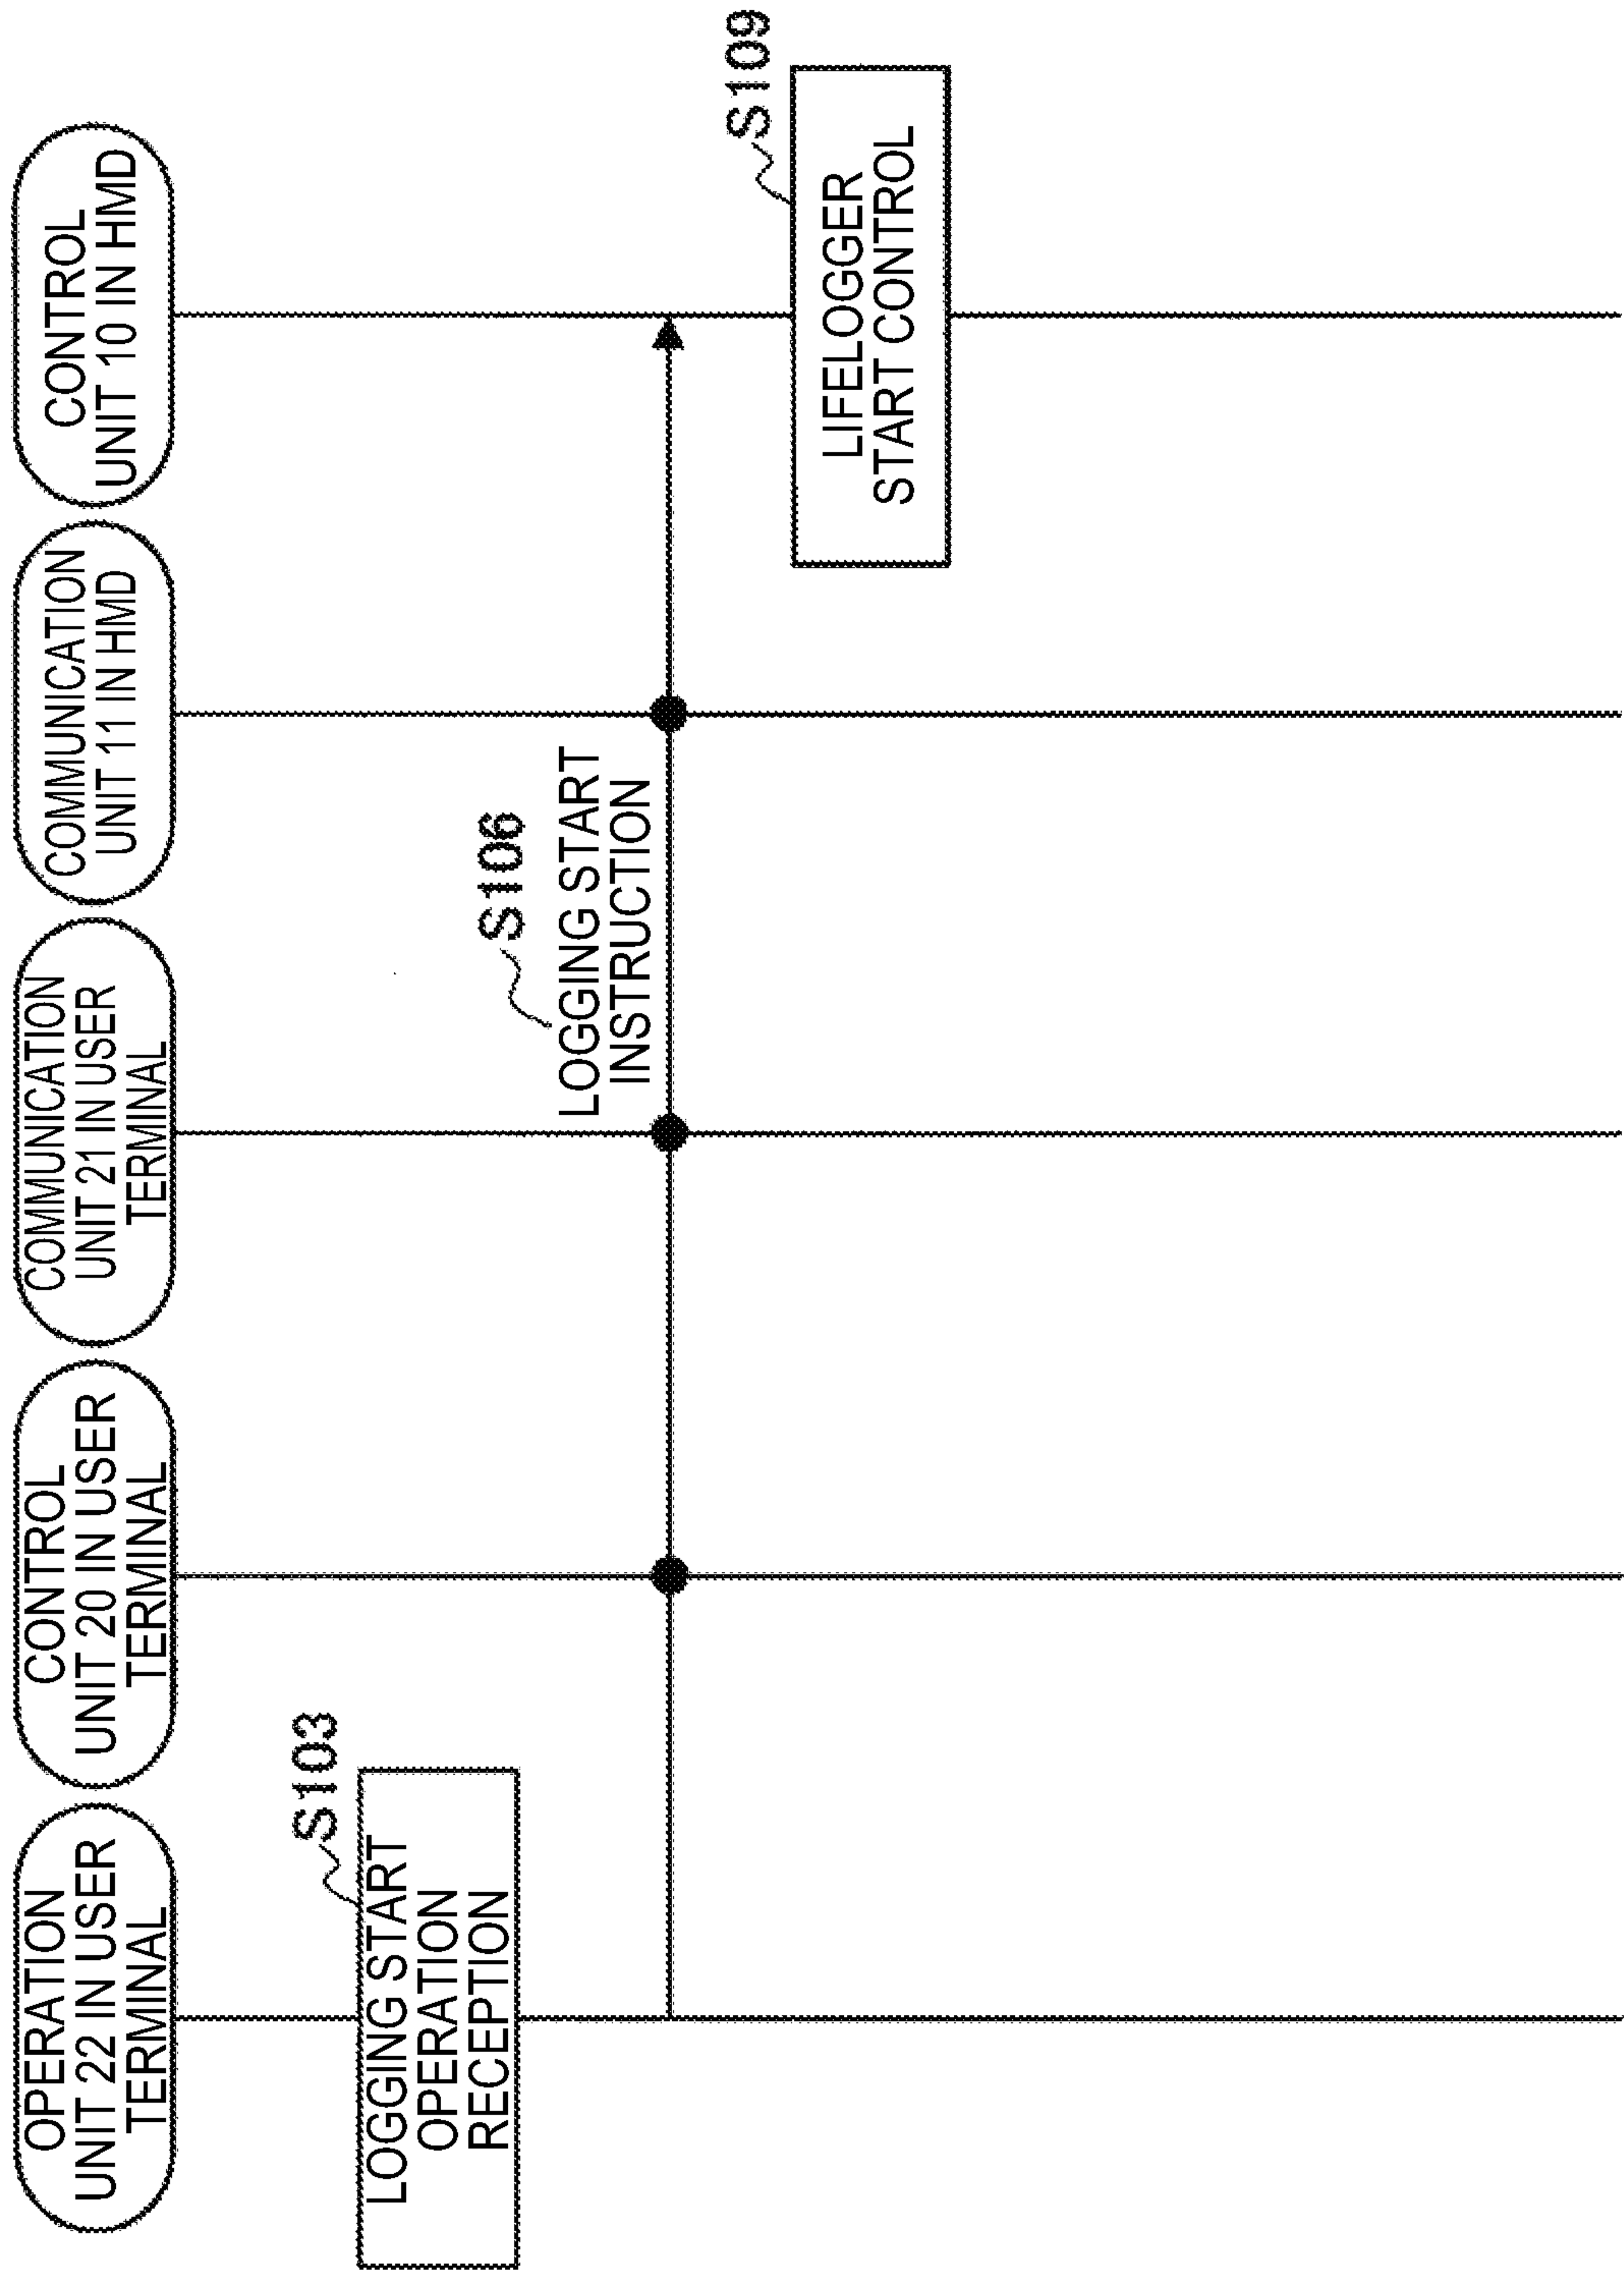 OPERATION
UNIT 22 IN USER
TERMINAL
CONTROL
UNIT 20 IN USER
TERMINAL
COMMUNICATION
UNIT 21 IN USER
TERMINAL
COMMUNICATION
UNIT 11 IN HMD
CONTROL
UNIT 10 IN HMD
S103
LOGGING START
OPERATION
RECEPTION
S106
LOGGING START
INSTRUCTION
S109
LIFELOGGER
START CONTROL